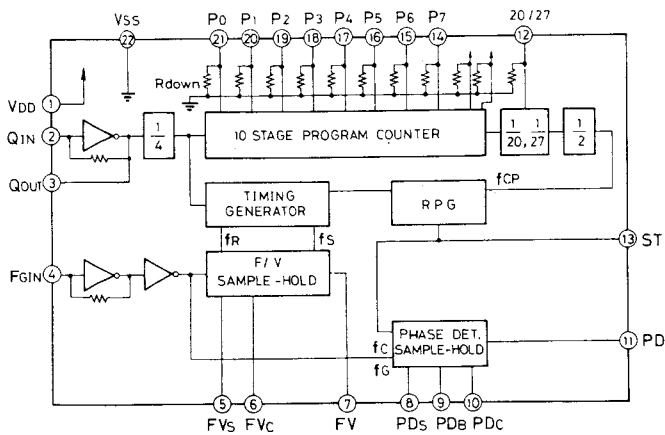 VSS P0 P1 P2 P3 P4 P5 P6 P7 20/27
22 21 20 19 18 17 16 15 14 12
Rdown
VDD 1
QIN 2
1/4
10 STAGE PROGRAM COUNTER
1/20, 1/27
1/2
QOUT 3
fCP
TIMING GENERATOR
RPG
fR fS
13 ST
FGIN 4
F/V SAMPLE-HOLD
PHASE DET. SAMPLE-HOLD
fC
fG
11 PD
5 6 7 8 9 10
FVS FVC FV PDS PDB PDC